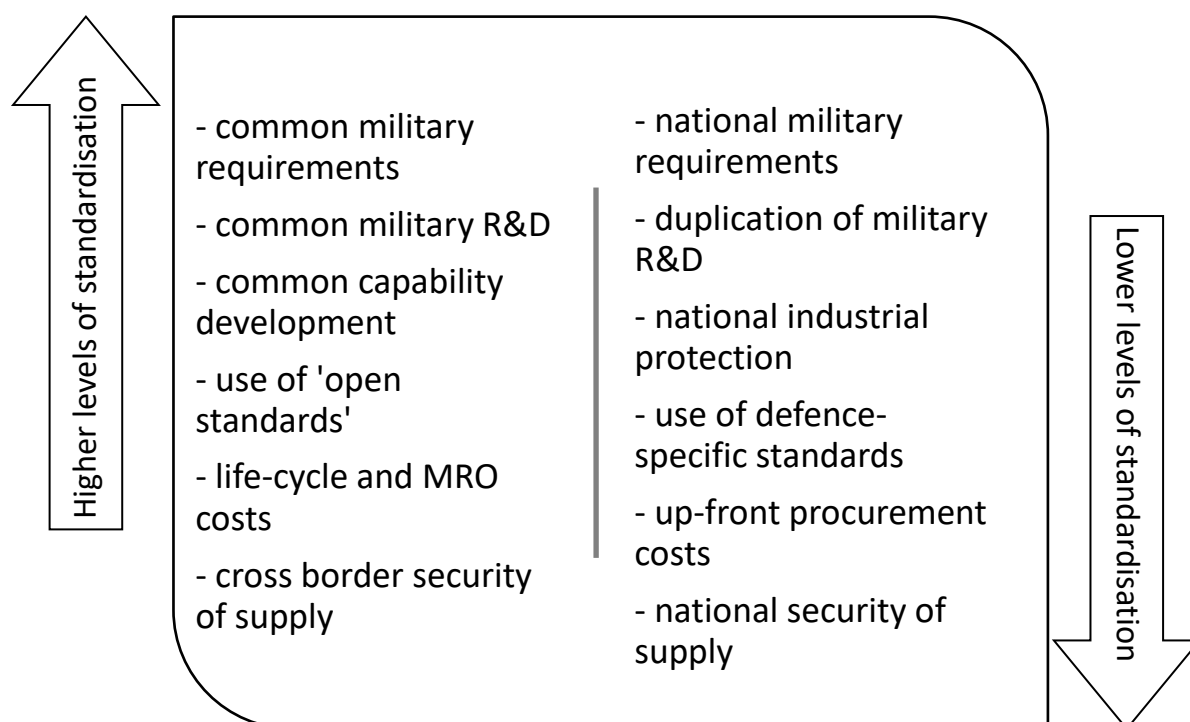 Higher levels of standardisation
- common military
requirements
- common military R&D
- common capability
development
- use of 'open
standards'
- life-cycle and MRO
costs
- cross border security
of supply
- national military
requirements
- duplication of military
R&D
- national industrial
protection
- use of defence-
specific standards
- up-front procurement
costs
- national security of
supply
Lower levels of standardisation